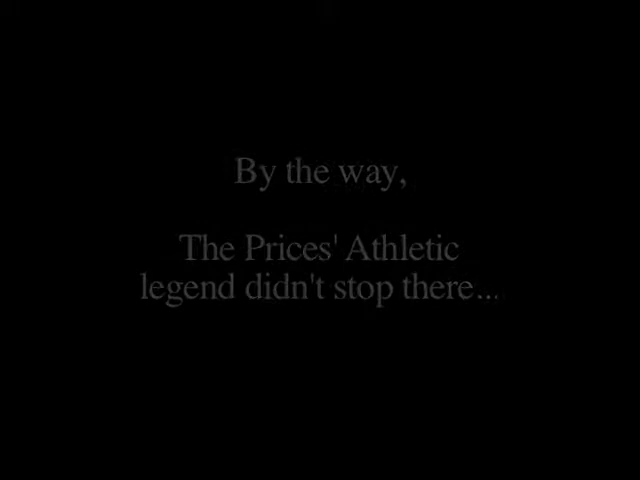 By the way,
The Prices' Athletic
legend didn't stop there...